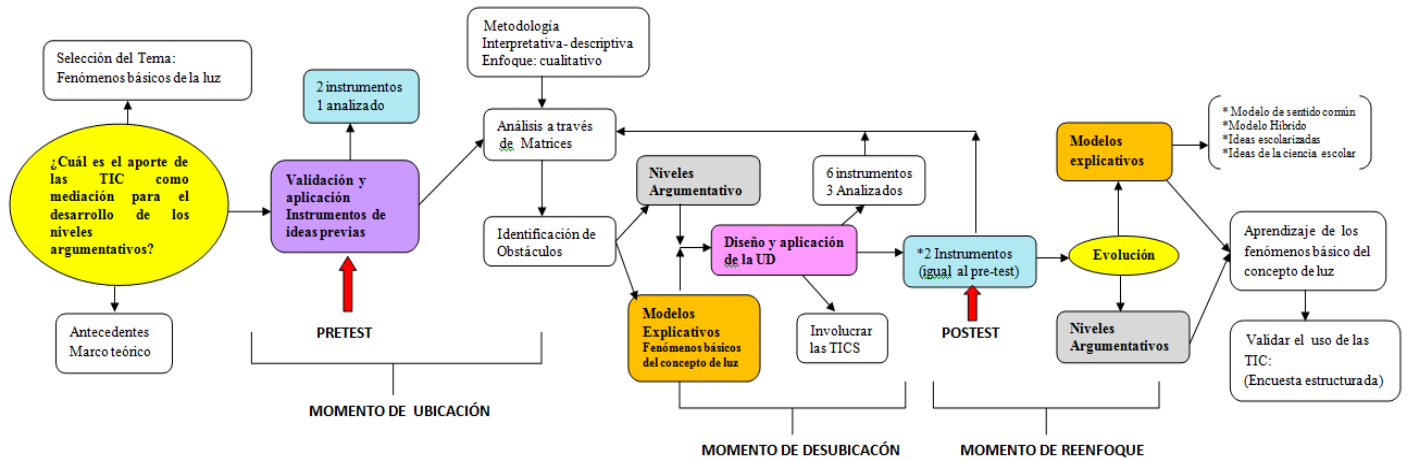 Selección del Tema:
Fenómenos básicos de la luz
¿Cuál es el aporte de
las TIC como
mediación para el
desarrollo de los
niveles
argumentativos?
Antecedentes
Marco teórico
2 instrumentos
1 analizado
Validación y
aplicación
Instrumentos de
ideas previas
PRETEST
MOMENTO DE UBICACIÓN
Metodología
Interpretativa- descriptiva
Enfoque: cualitativo
Análisis a través
de Matrices
Identificación de
Obstáculos
Niveles
Argumentativo
Modelos
Explicativos
Fenómenos básicos
del concepto de luz
Diseño y aplicación
de la UD
6 instrumentos
3 Analizados
Involucrar
las TICS
MOMENTO DE DESUBICACÓN
*2 Instrumentos
(igual al pre-test)
POSTEST
MOMENTO DE REENFOQUE
Modelos
explicativos
Evolución
Niveles
Argumentativos
* Modelo de sentido común
*Modelo Híbrido
*Ideas escolarizadas
*Ideas de la ciencia escolar
Aprendizaje de los
fenómenos básico del
concepto de luz
Validar el uso de las
TIC:
(Encuesta estructurada)